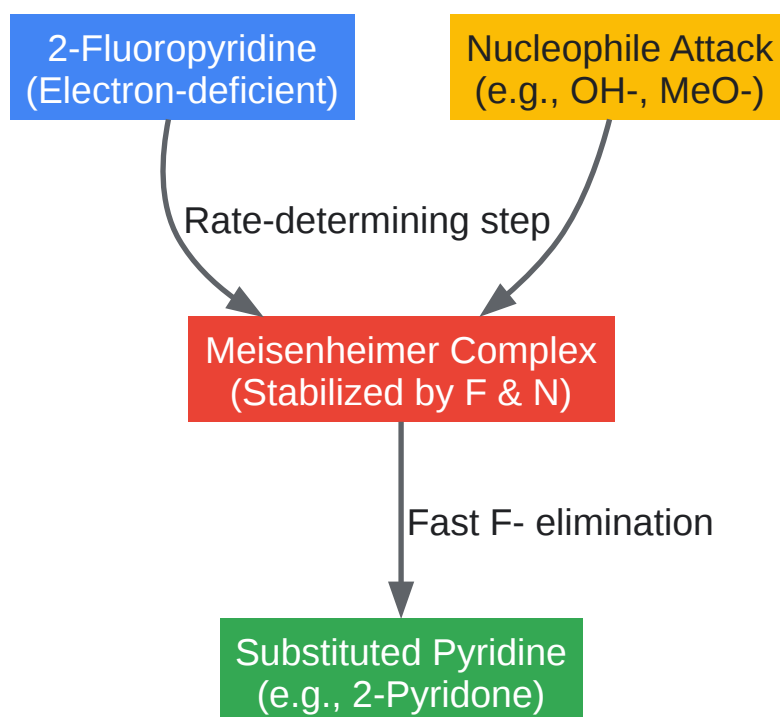 2-Fluoropyridine
(Electron-deficient)
Nucleophile Attack
(e.g., OH-, MeO-)
Rate-determining step
Meisenheimer Complex
(Stabilized by F & N)
Fast F- elimination
Substituted Pyridine
(e.g., 2-Pyridone)